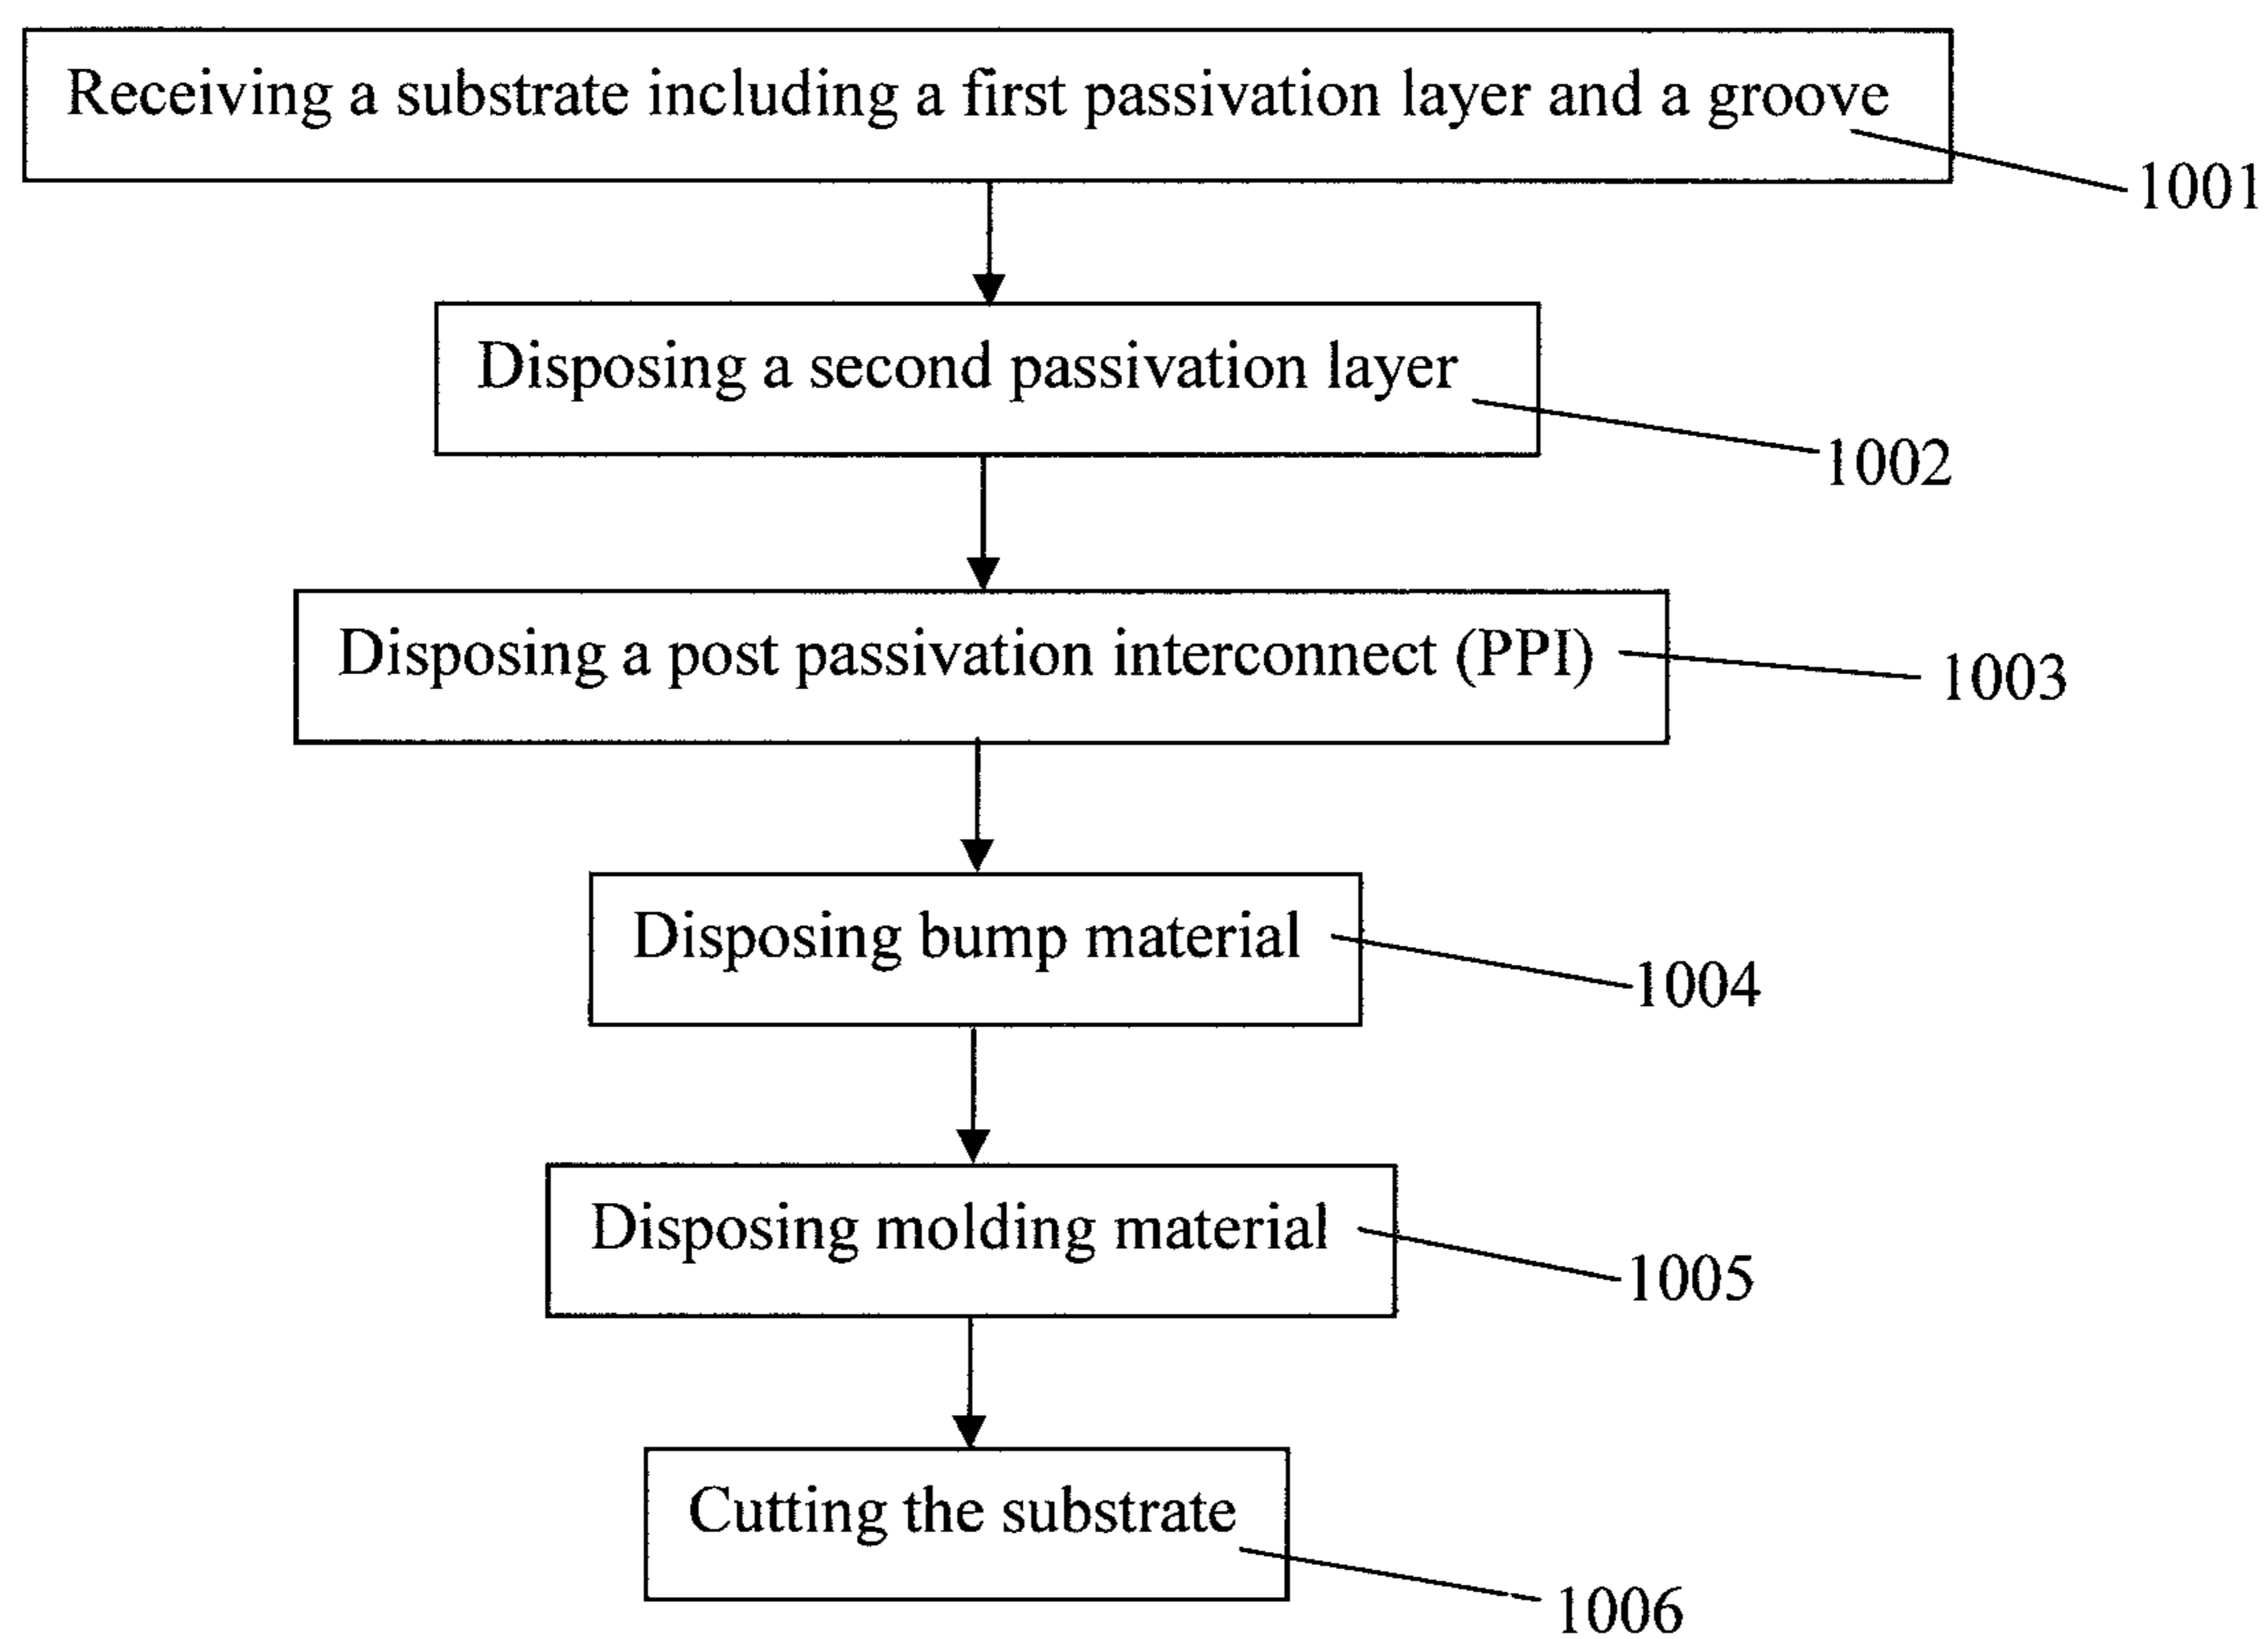 Receiving a substrate including a first passivation layer and a groove
1001
Disposing a second passivation layer
1002
Disposing a post passivation interconnect (PPI)
1003
Disposing bump material
1004
Disposing molding material
1005
Cutting the substrate
1006